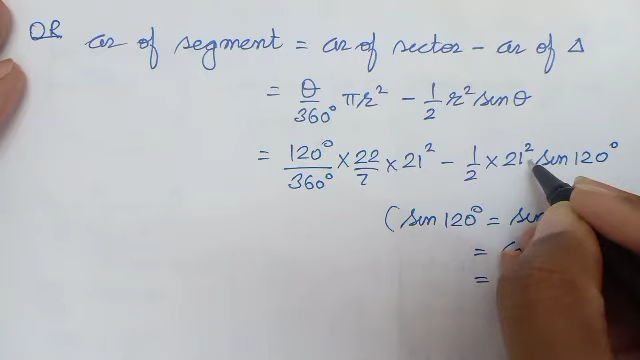 OR
ar of segment = ar of sector - ar of Δ
= θ/360° πr² - 1/2 r² sinθ
= 120°/360° × 22/7 × 21² - 1/2 × 21² sin 120°
( sin 120° = sin
=
=